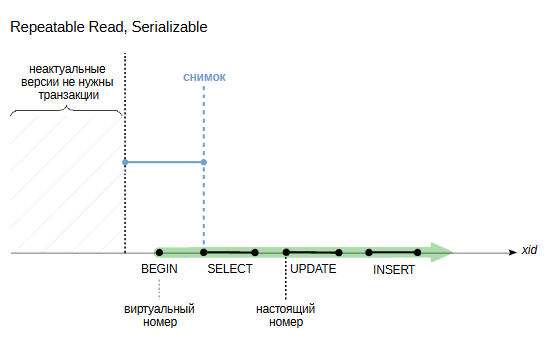 Repeatable Read, Serializable
неактуальные
версии не нужны
транзакции
снимок
xid
BEGIN
SELECT
UPDATE
INSERT
виртуальный
номер
настоящий
номер